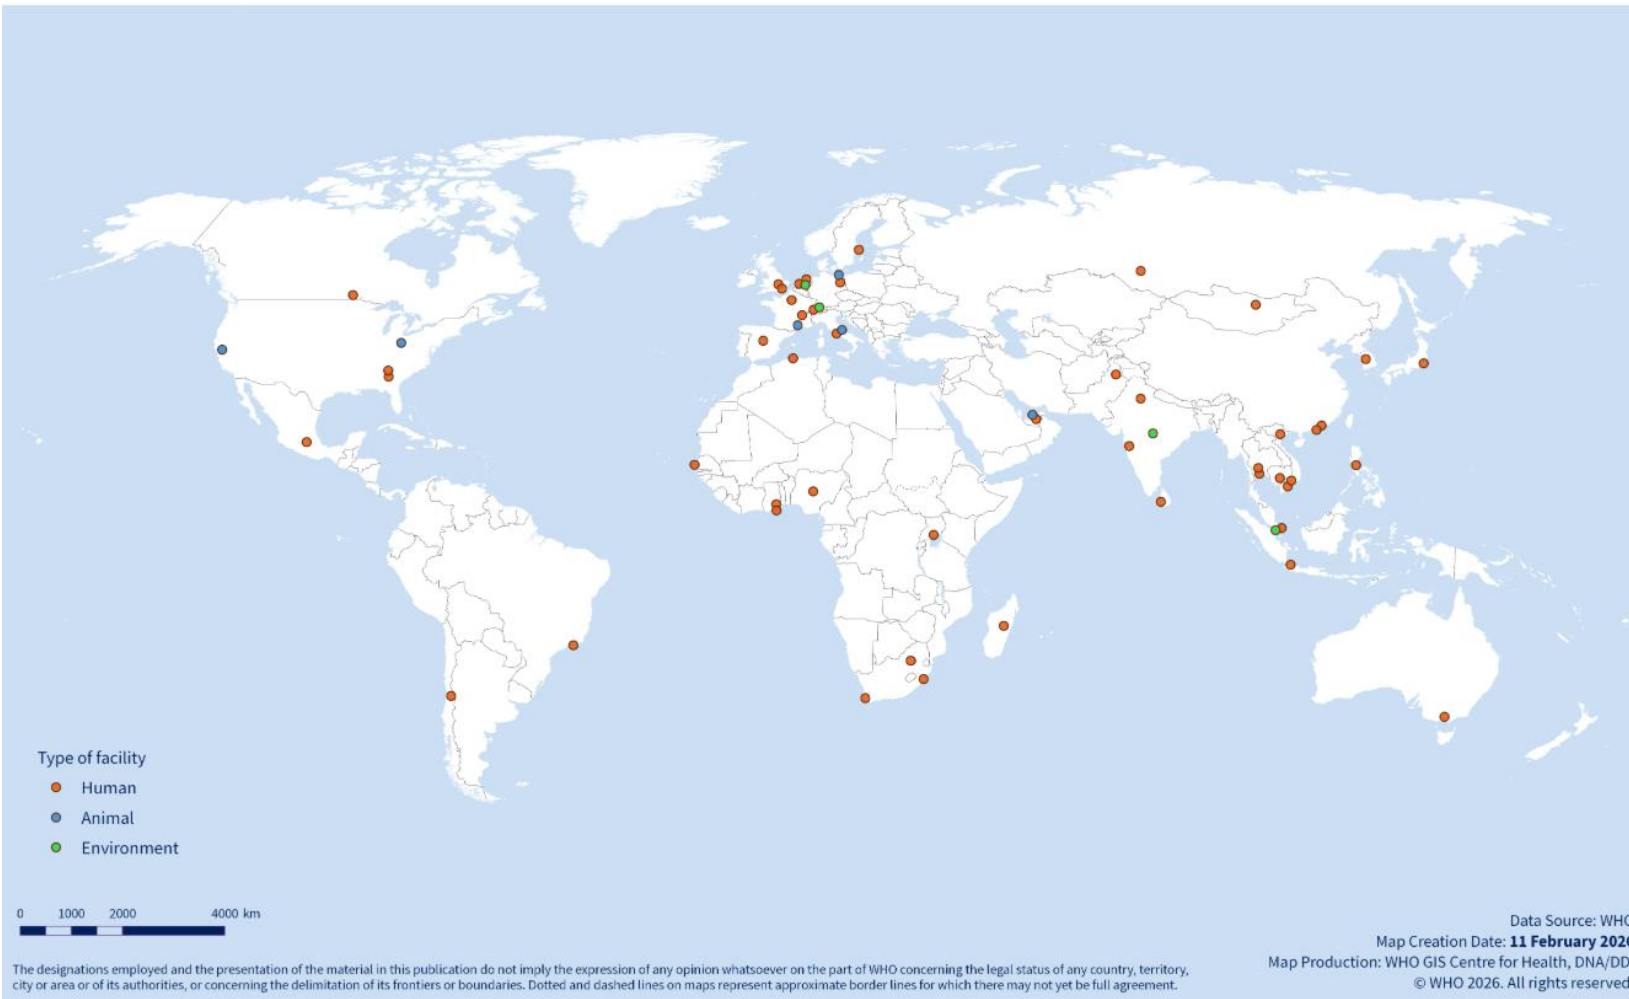 Type of facility
Human
Animal
Environment
0 1000 2000 4000 km
Data Source: WHO
Map Creation Date: 11 February 2026
Map Production: WHO GIS Centre for Health, DNA/DD
© WHO 2026. All rights reserved
The designations employed and the presentation of the material in this publication do not imply the expression of any opinion whatsoever on the part of WHO concerning the legal status of any country, territory,
city or area or of its authorities, or concerning the delimitation of its frontiers or boundaries. Dotted and dashed lines on maps represent approximate border lines for which there may not yet be full agreement.